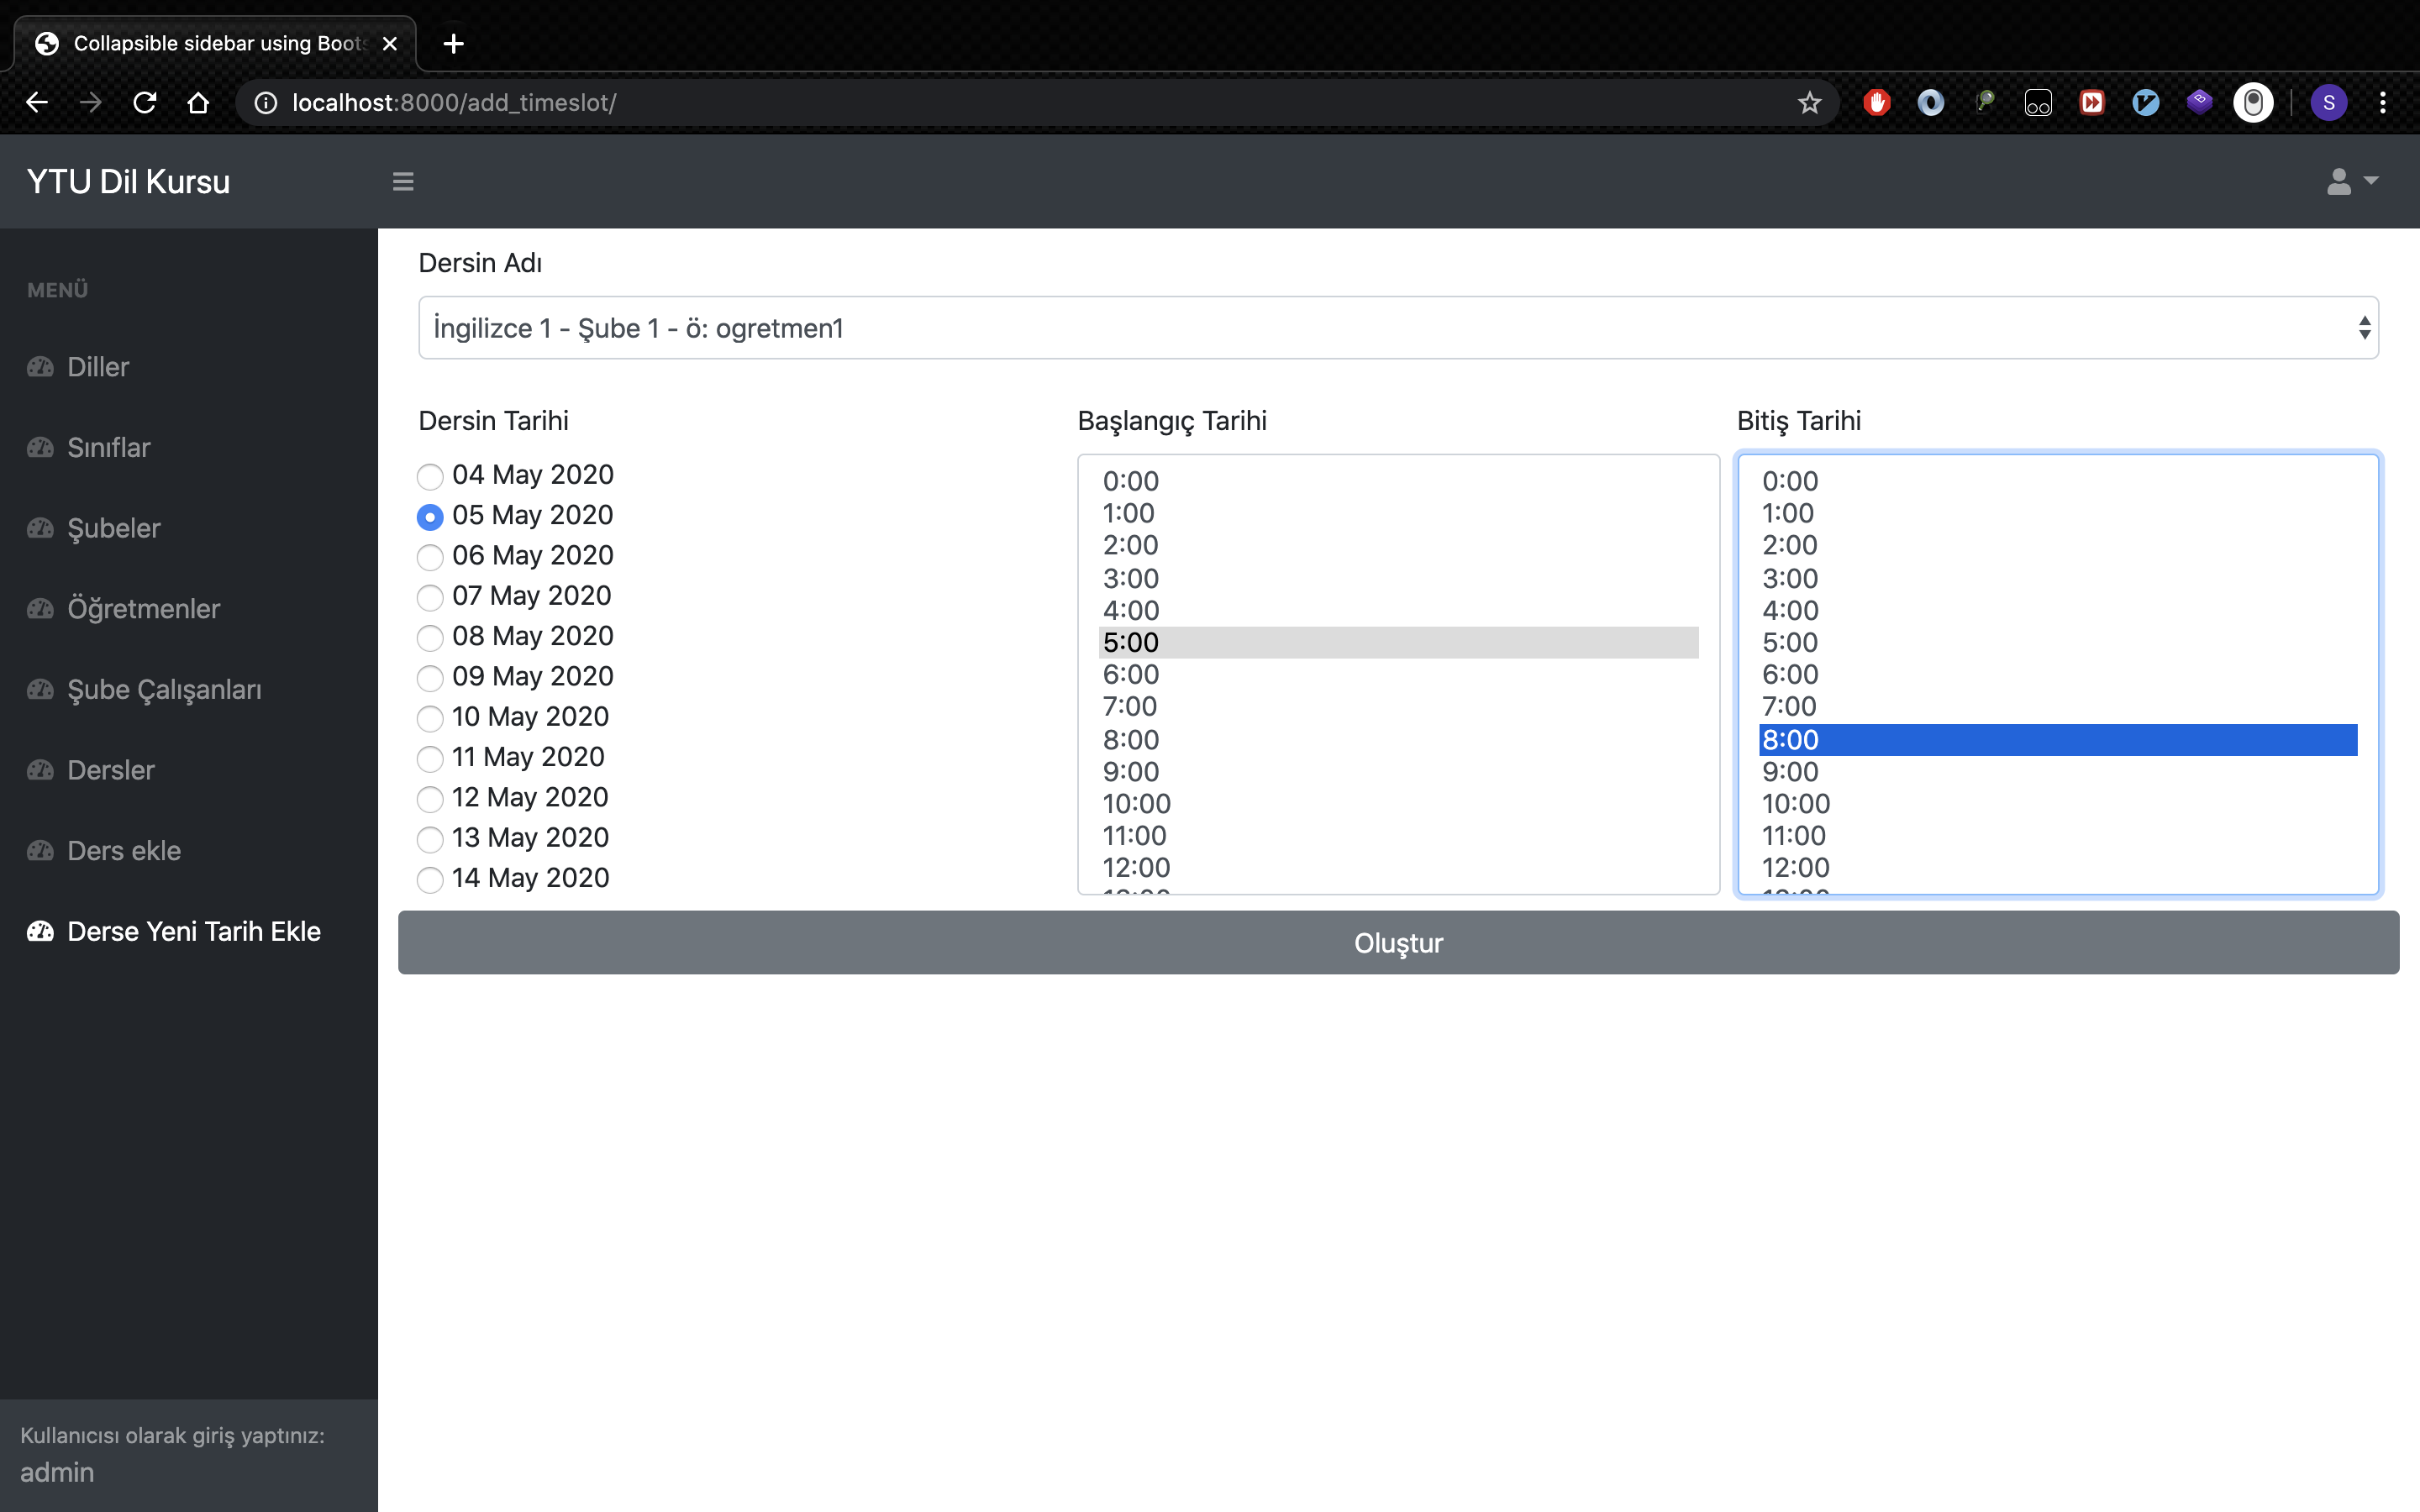 Collapsible sidebar using Boots
localhost:8000/add_timeslot/
S
YTU Dil Kursu
MENÜ
Diller
Sınıflar
Şubeler
Öğretmenler
Şube Çalışanları
Dersler
Ders ekle
Derse Yeni Tarih Ekle
Kullanıcısı olarak giriş yaptınız:
admin
Dersin Adı
İngilizce 1 - Şube 1 - ö: ogretmen1
Dersin Tarihi
04 May 2020
05 May 2020
06 May 2020
07 May 2020
08 May 2020
09 May 2020
10 May 2020
11 May 2020
12 May 2020
13 May 2020
14 May 2020
Başlangıç Tarihi
0:00
1:00
2:00
3:00
4:00
5:00
6:00
7:00
8:00
9:00
10:00
11:00
12:00
Bitiş Tarihi
0:00
1:00
2:00
3:00
4:00
5:00
6:00
7:00
8:00
9:00
10:00
11:00
12:00
Oluştur